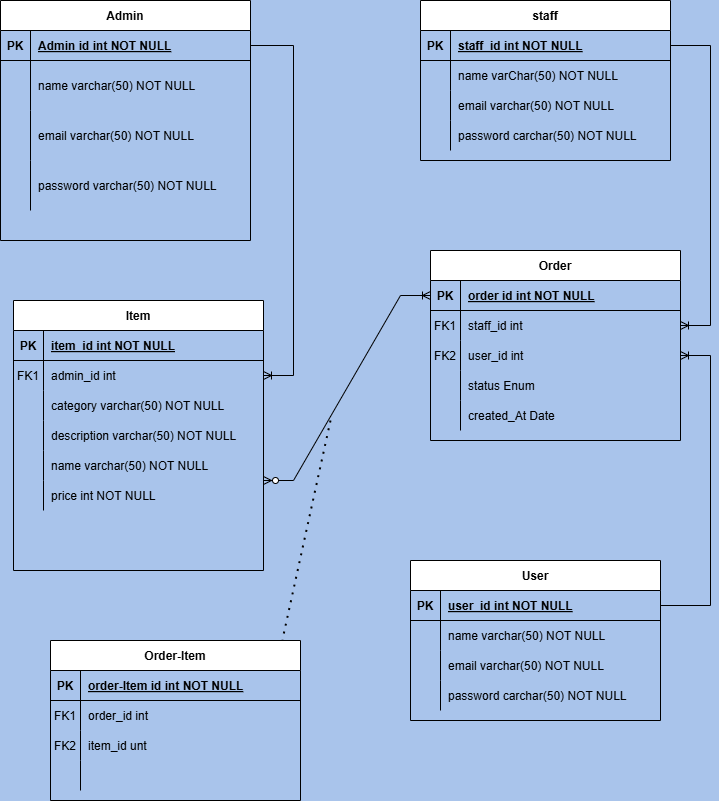 Admin
PK Admin id int NOT NULL
name varchar(50) NOT NULL
email varchar(50) NOT NULL
password varchar(50) NOT NULL
staff
PK staff_id int NOT NULL
name varChar(50) NOT NULL
email varchar(50) NOT NULL
password carchar(50) NOT NULL
Item
PK item_id int NOT NULL
FK1 admin_id int
category varchar(50) NOT NULL
description varchar(50) NOT NULL
name varchar(50) NOT NULL
price int NOT NULL
Order
PK order id int NOT NULL
FK1 staff_id int
FK2 user_id int
status Enum
created_At Date
Order-Item
PK order-Item id int NOT NULL
FK1 order_id int
FK2 item_id unt
User
PK user_id int NOT NULL
name varchar(50) NOT NULL
email varchar(50) NOT NULL
password carchar(50) NOT NULL